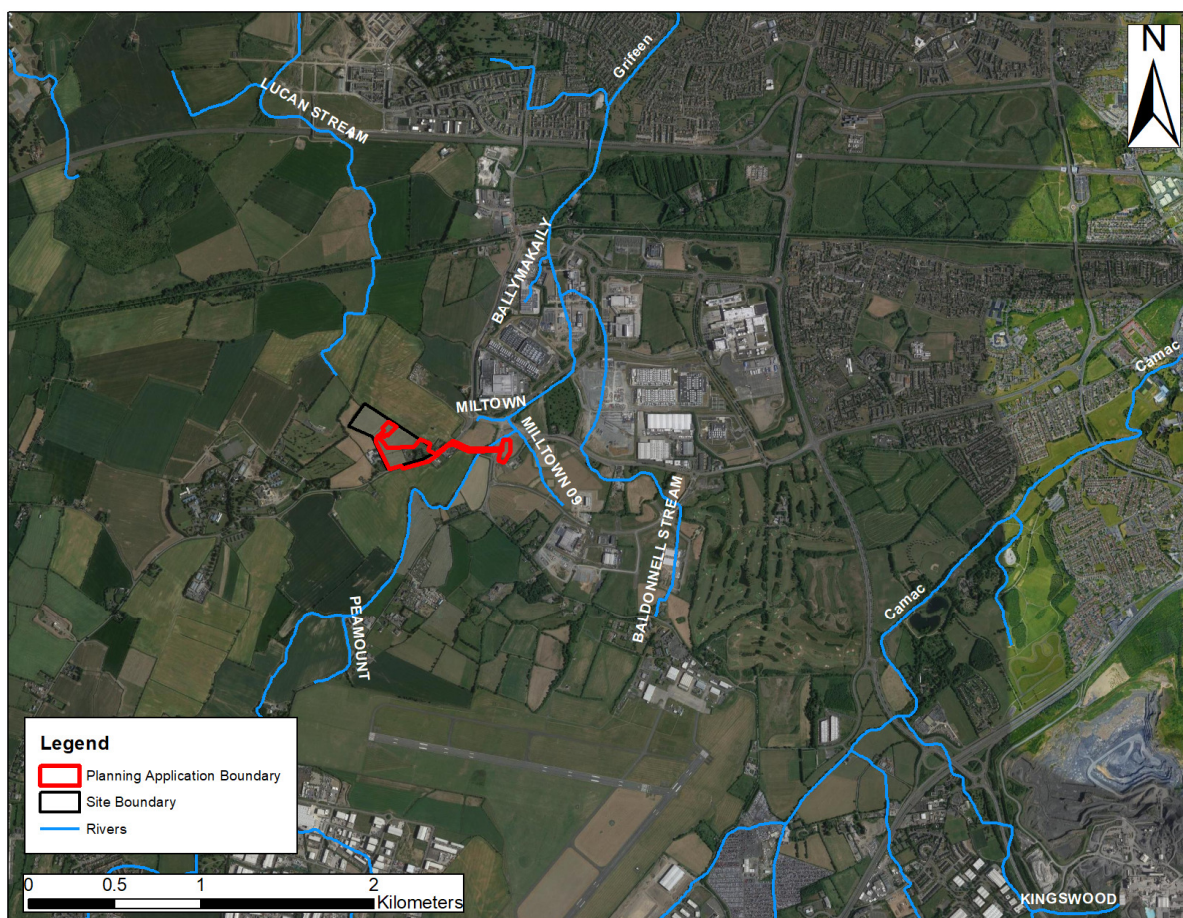 N
Grifeen
LUCAN STREAM
BALLYMAKAILY
Camac
MILTOWN
MILLTOWN 09
BALDONNELL STREAM
Camac
PEAMOUNT
KINGSWOOD
Legend
Planning Application Boundary
Site Boundary
Rivers
0 0.5 1 2
Kilometers